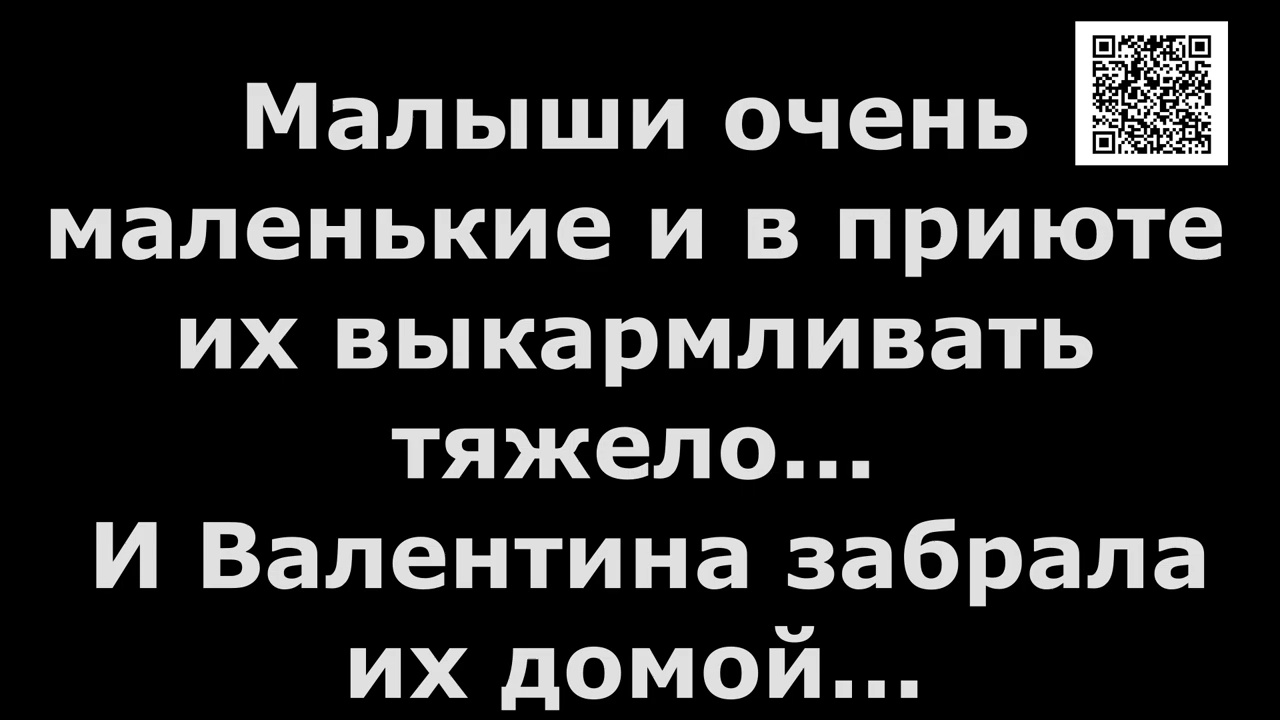 Малыши очень
маленькие и в приюте
их выкармливать
тяжело...
И Валентина забрала
их домой...